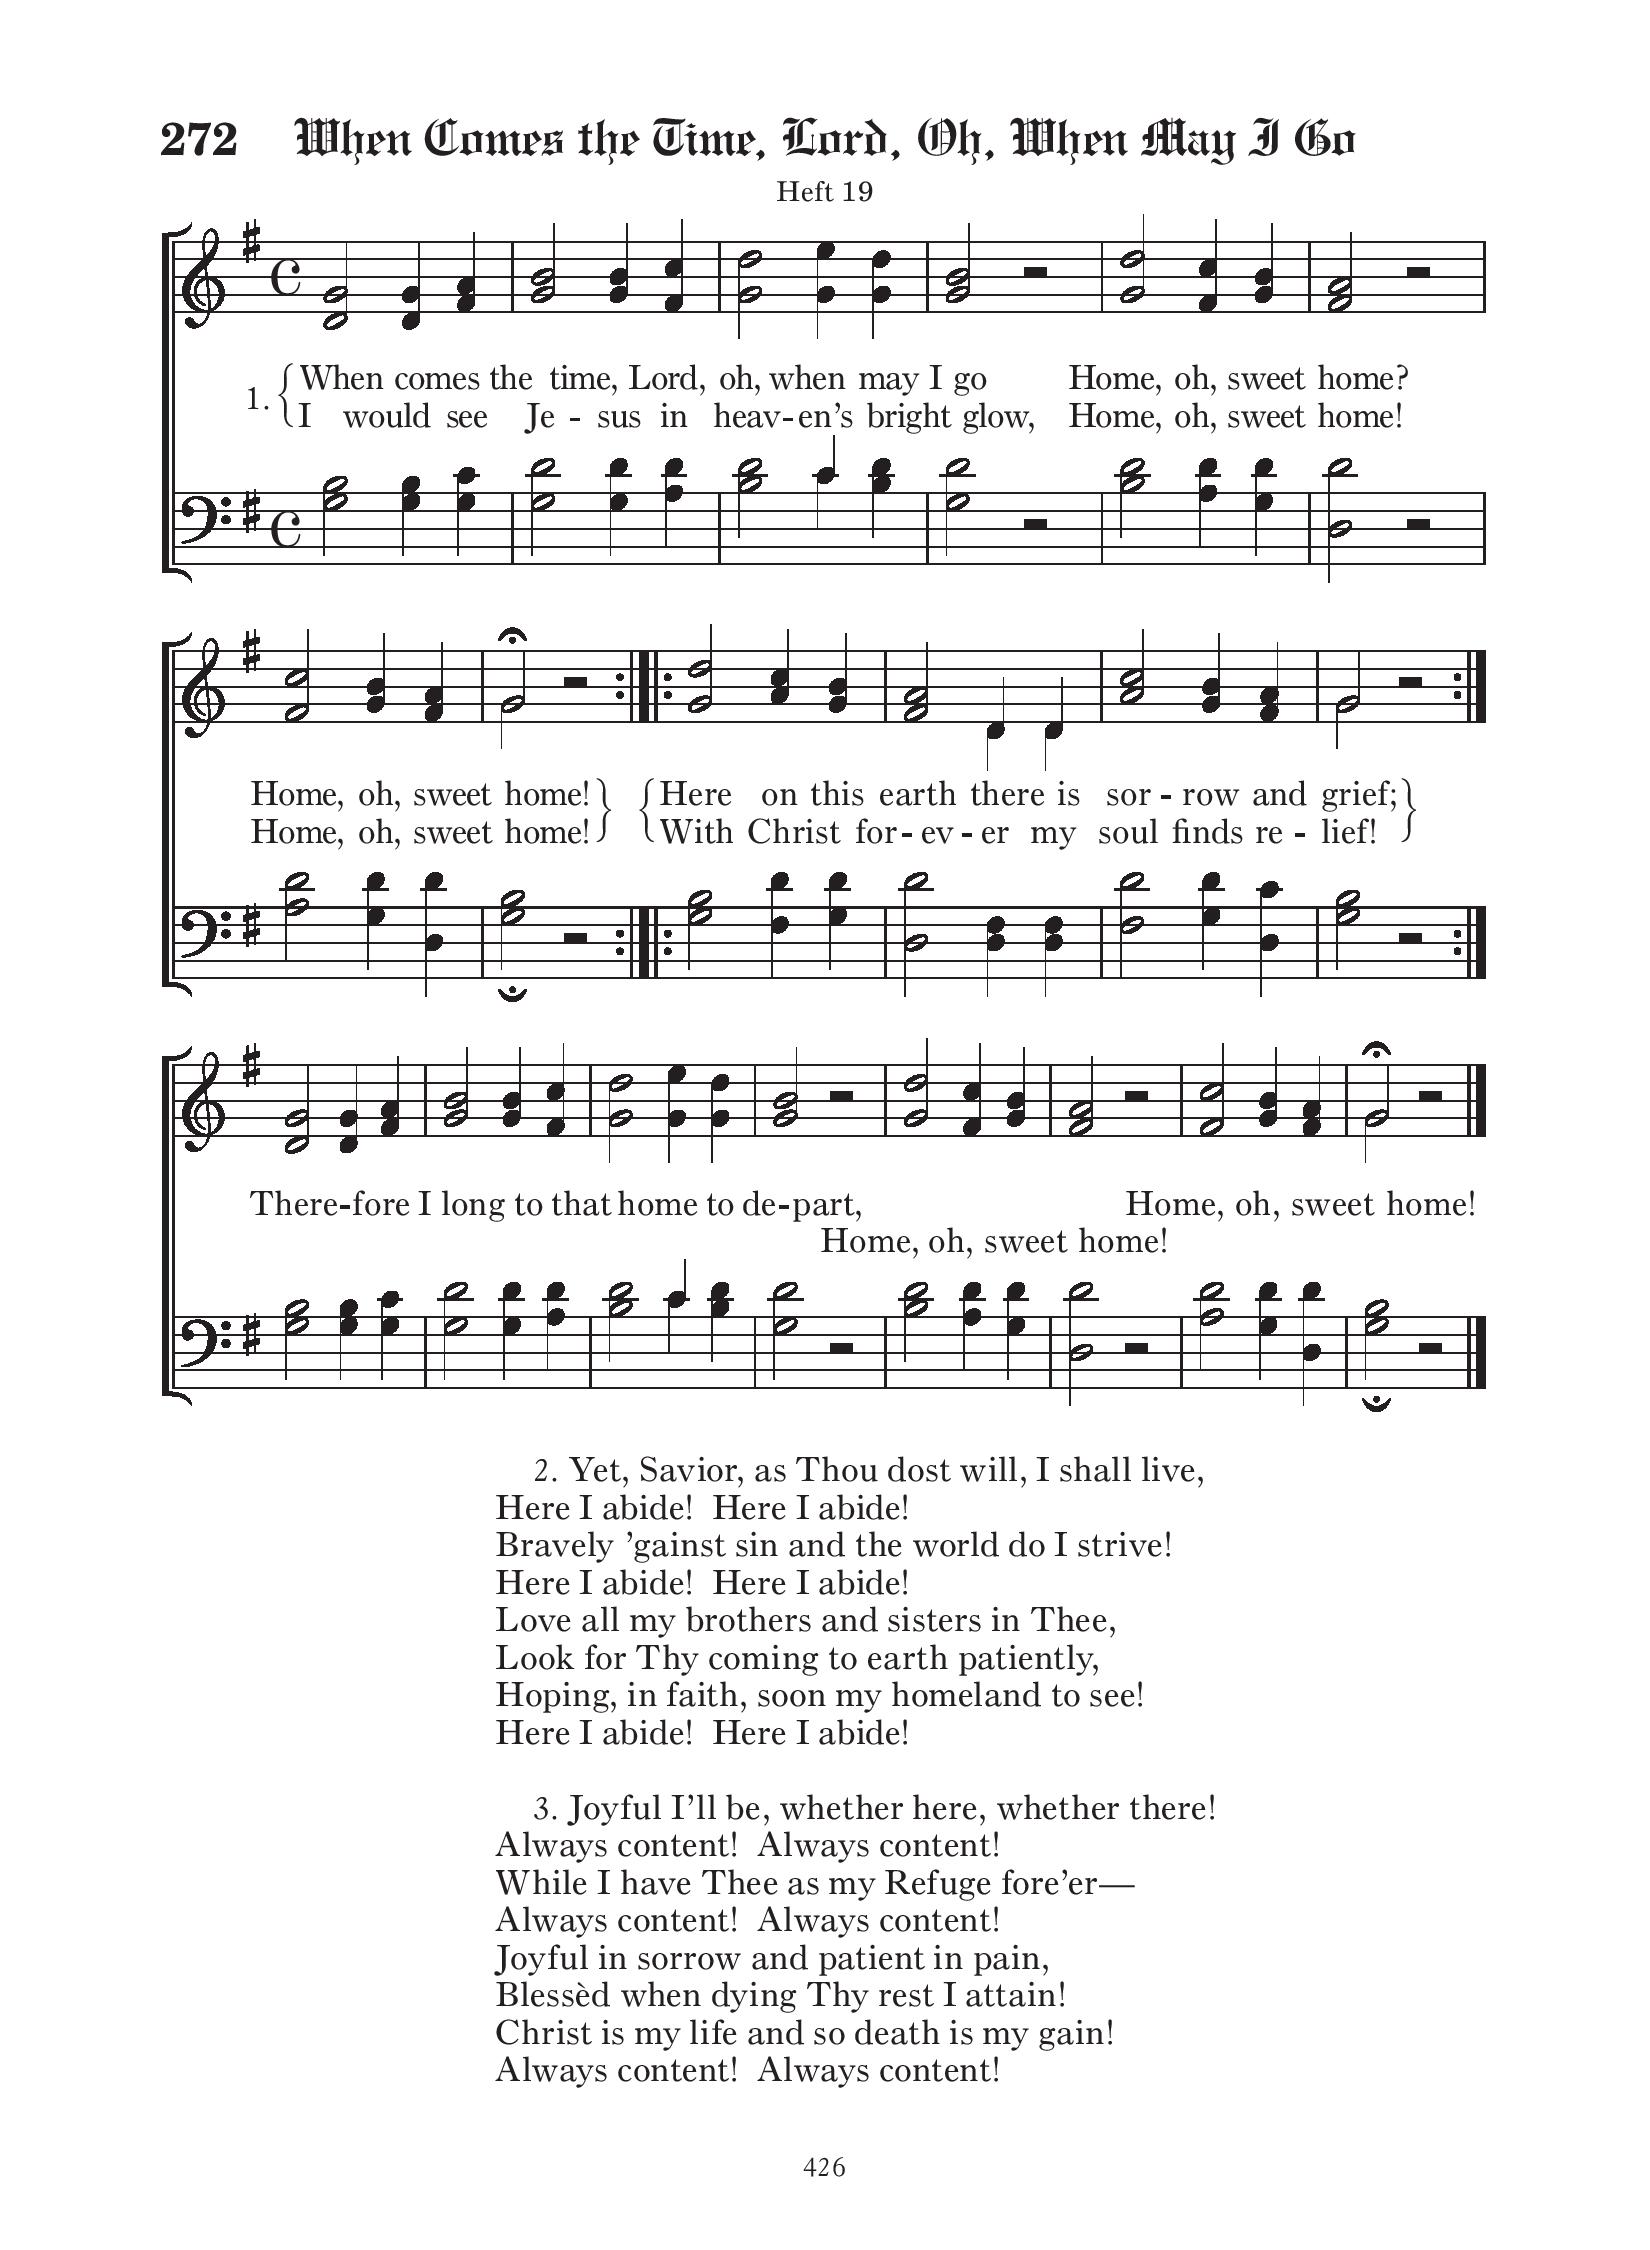 272 When Comes the Time, Lord, Oh, When May I Go
Heft 19
1. When comes the time, Lord, oh, when may I go Home, oh, sweet home?
I would see Je - sus in heav-en’s bright glow, Home, oh, sweet home!
Home, oh, sweet home! Here on this earth there is sor - row and grief;
Home, oh, sweet home! With Christ for- ev - er my soul finds re - lief!
There-fore I long to that home to de-part, Home, oh, sweet home!
Home, oh, sweet home!
2. Yet, Savior, as Thou dost will, I shall live,
Here I abide! Here I abide!
Bravely ’gainst sin and the world do I strive!
Here I abide! Here I abide!
Love all my brothers and sisters in Thee,
Look for Thy coming to earth patiently,
Hoping, in faith, soon my homeland to see!
Here I abide! Here I abide!
3. Joyful I’ll be, whether here, whether there!
Always content! Always content!
While I have Thee as my Refuge fore’er—
Always content! Always content!
Joyful in sorrow and patient in pain,
Blessèd when dying Thy rest I attain!
Christ is my life and so death is my gain!
Always content! Always content!
426